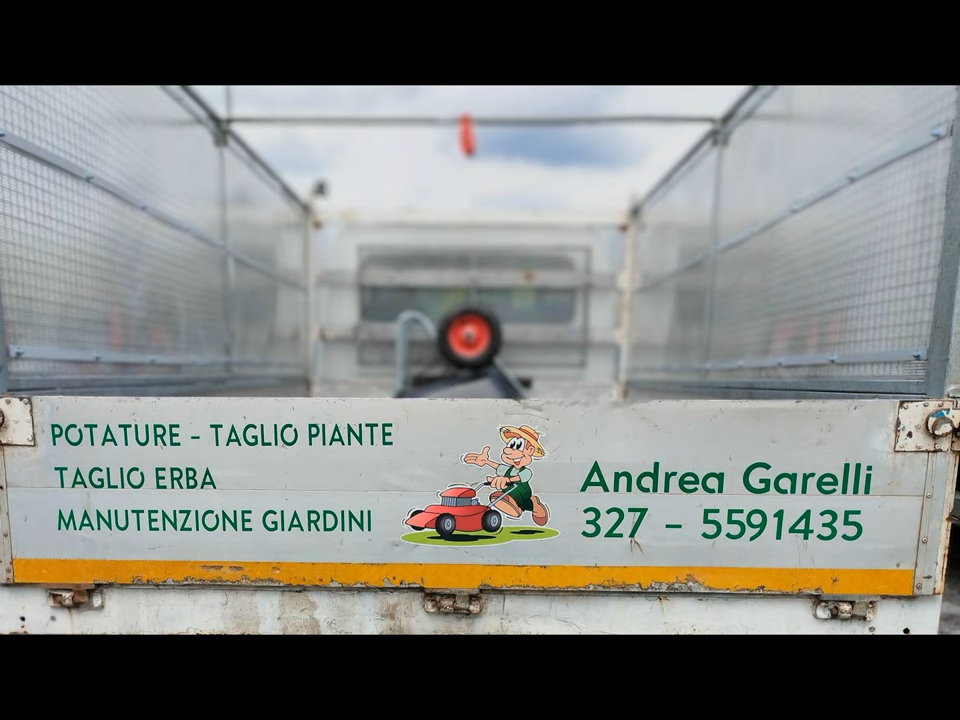 POTATURE - TAGLIO PIANTE
TAGLIO ERBA
MANUTENZIONE GIARDINI
Andrea Garelli
327 - 5591435